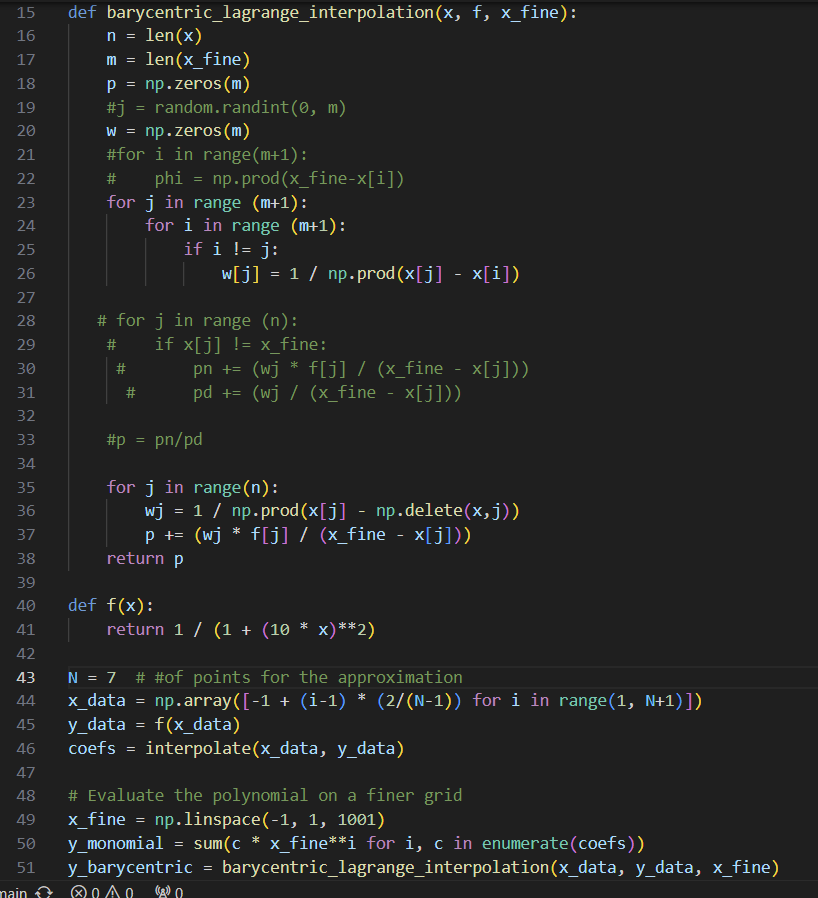 15 def barycentric_lagrange_interpolation(x, f, x_fine):
16     n = len(x)
17     m = len(x_fine)
18     p = np.zeros(m)
19     #j = random.randint(0, m)
20     w = np.zeros(m)
21     #for i in range(m+1):
22     #    phi = np.prod(x_fine-x[i])
23     for j in range (m+1):
24         for i in range (m+1):
25             if i != j:
26                 w[j] = 1 / np.prod(x[j] - x[i])
27
28    # for j in range (n):
29     #    if x[j] != x_fine:
30      #       pn += (wj * f[j] / (x_fine - x[j]))
31       #      pd += (wj / (x_fine - x[j]))
32
33     #p = pn/pd
34
35     for j in range(n):
36         wj = 1 / np.prod(x[j] - np.delete(x,j))
37         p += (wj * f[j] / (x_fine - x[j]))
38     return p
39
40 def f(x):
41     return 1 / (1 + (10 * x)**2)
42
43 N = 7  # #of points for the approximation
44 x_data = np.array([-1 + (i-1) * (2/(N-1)) for i in range(1, N+1)])
45 y_data = f(x_data)
46 coefs = interpolate(x_data, y_data)
47
48 # Evaluate the polynomial on a finer grid
49 x_fine = np.linspace(-1, 1, 1001)
50 y_monomial = sum(c * x_fine**i for i, c in enumerate(coefs))
51 y_barycentric = barycentric_lagrange_interpolation(x_data, y_data, x_fine)
main 0 0 0